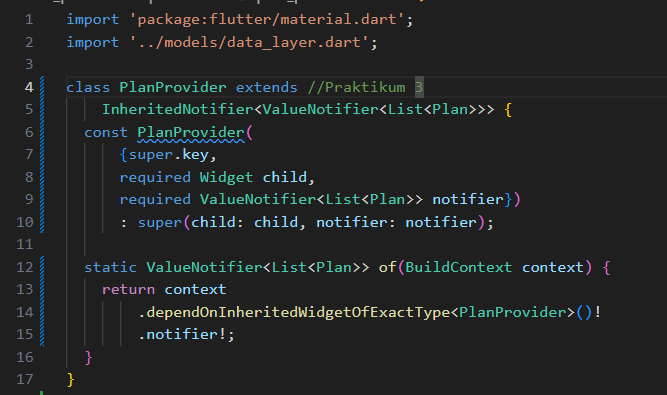 1 import 'package:flutter/material.dart';
2 import '../models/data_layer.dart';
3
4 class PlanProvider extends //Praktikum 3
5     InheritedNotifier<ValueNotifier<List<Plan>>> {
6   const PlanProvider(
7       {super.key,
8       required Widget child,
9       required ValueNotifier<List<Plan>> notifier})
10       : super(child: child, notifier: notifier);
11
12   static ValueNotifier<List<Plan>> of(BuildContext context) {
13     return context
14         .dependOnInheritedWidgetOfExactType<PlanProvider>()!
15         .notifier!;
16   }
17 }